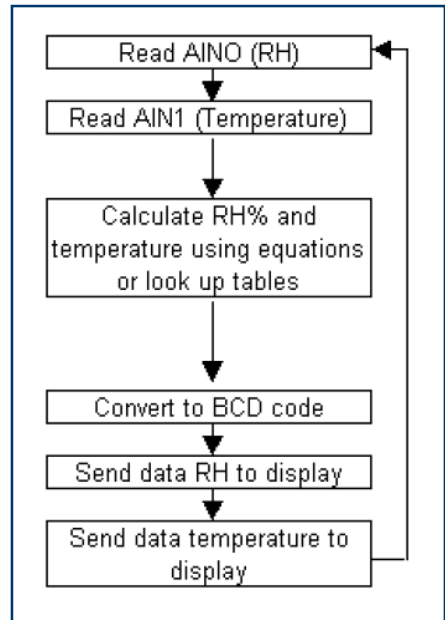 Read AINO (RH)
Read AIN1 (Temperature)
Calculate RH% and
temperature using equations
or look up tables
Convert to BCD code
Send data RH to display
Send data temperature to
display